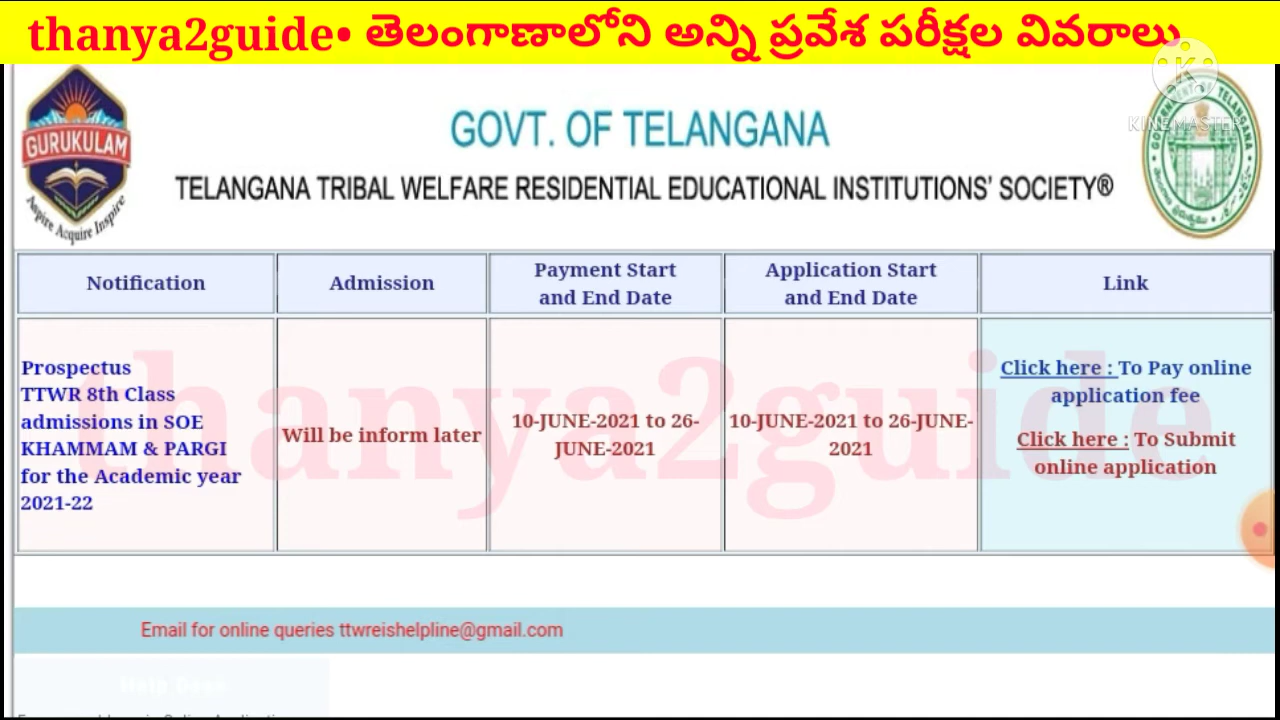 thanya2guide• తెలంగాణాలోని అన్ని ప్రవేశ పరీక్షల వివరాలు
KINEMASTER
GURUKULAM
Aspire Acquire Inspire
GOVT. OF TELANGANA
TELANGANA TRIBAL WELFARE RESIDENTIAL EDUCATIONAL INSTITUTIONS' SOCIETY®
Notification
Admission
Payment Start
and End Date
Application Start
and End Date
Link
Prospectus
TTWR 8th Class
admissions in SOE
KHAMMAM & PARGI
for the Academic year
2021-22
Will be inform later
10-JUNE-2021 to 26-
JUNE-2021
10-JUNE-2021 to 26-JUNE-
2021
Click here : To Pay online
application fee
Click here : To Submit
online application
thanya2guide
Email for online queries ttwreishelpline@gmail.com
Help Desk